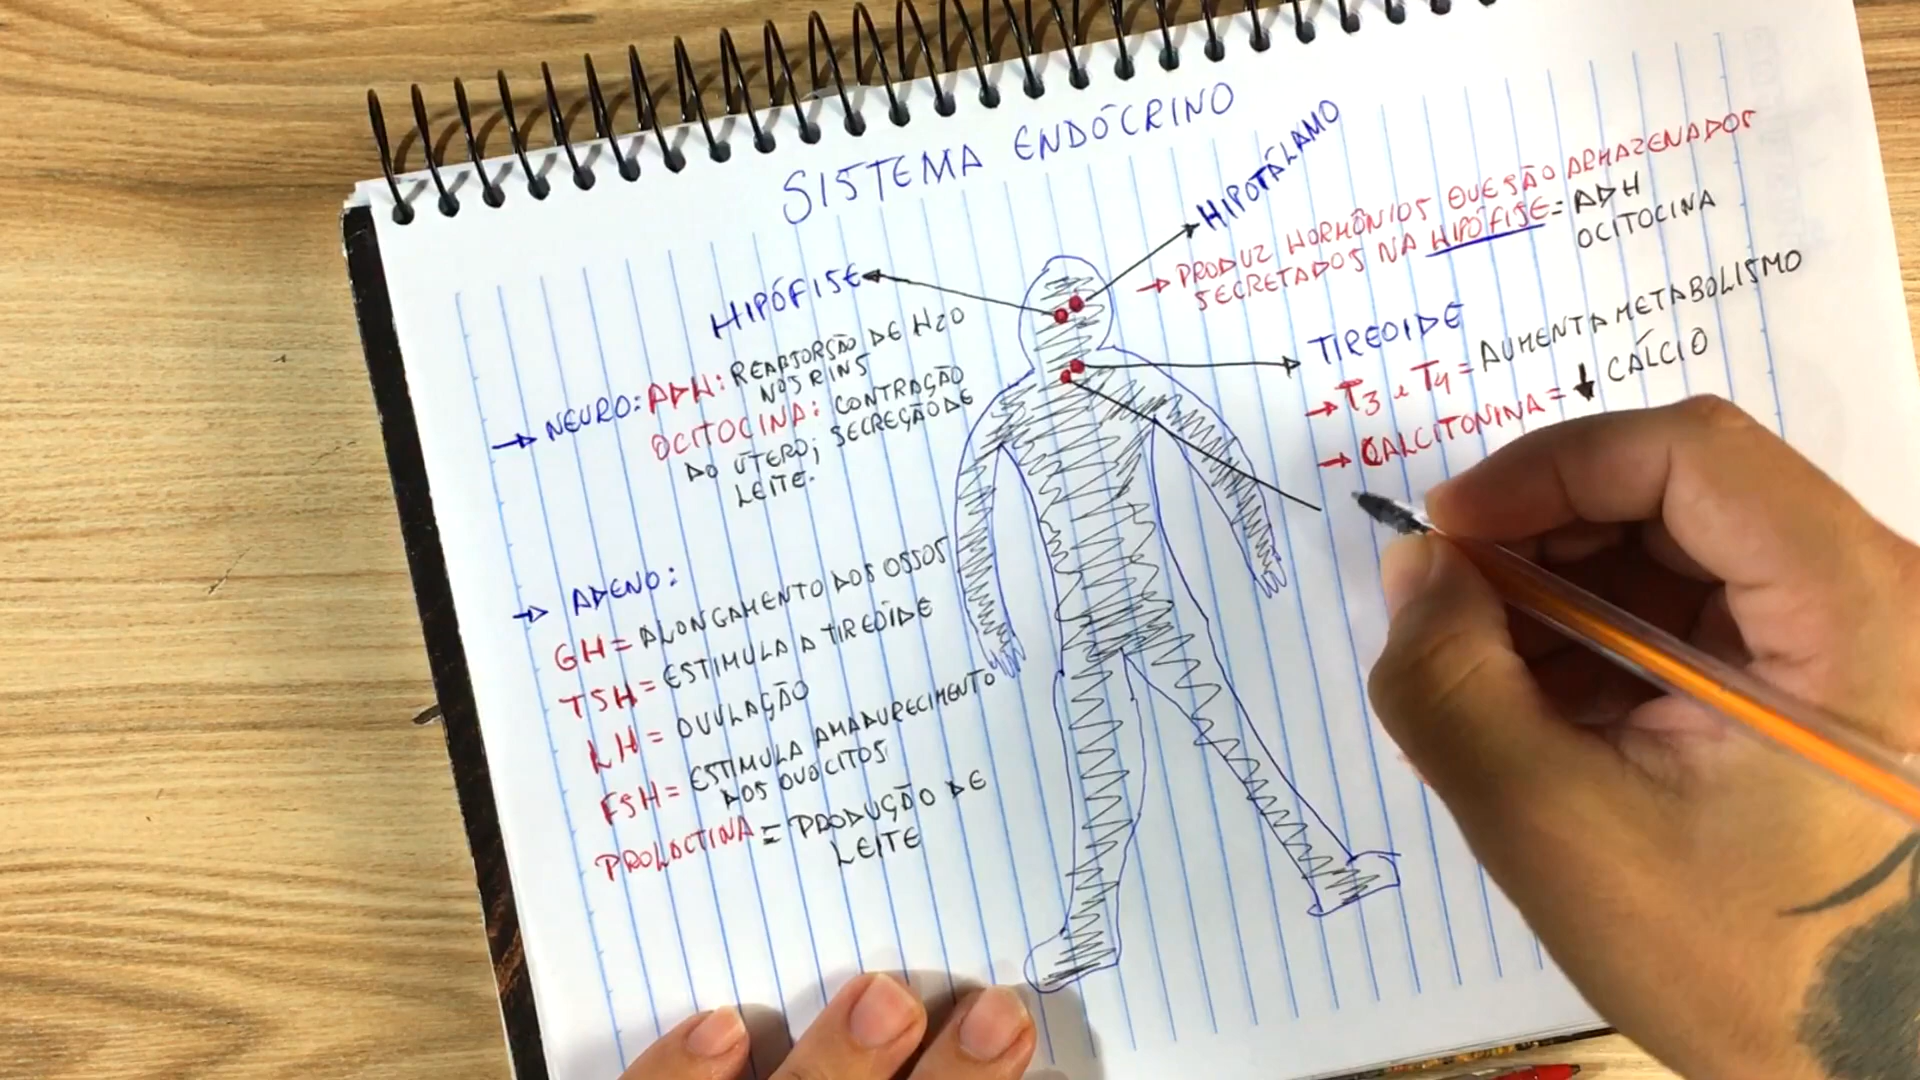 SISTEMA ENDÓCRINO
HIPOTÁLAMO
→ PRODUZ HORMÔNIOS QUE SÃO ARMAZENADOS
SECRETADOS NA HIPÓFISE = ADH
OCITOCINA
HIPÓFISE
→ NEURO: ADH: REABSORÇÃO DE H2O
NOS RINS
OCITOCINA: CONTRAÇÃO
DO ÚTERO; SECREÇÃO DE
LEITE.
→ ADENO:
GH = ALONGAMENTO DOS OSSOS
TSH = ESTIMULA A TIREOIDE
LH = OVULAÇÃO
FSH = ESTIMULA AMADURECIMENTO
DOS OVÓCITOS
PROLACTINA = PRODUÇÃO DE
LEITE
TIREOIDE
→ T3 e T4 = AUMENTA METABOLISMO
→ CALCITONINA = ↓ CÁLCIO